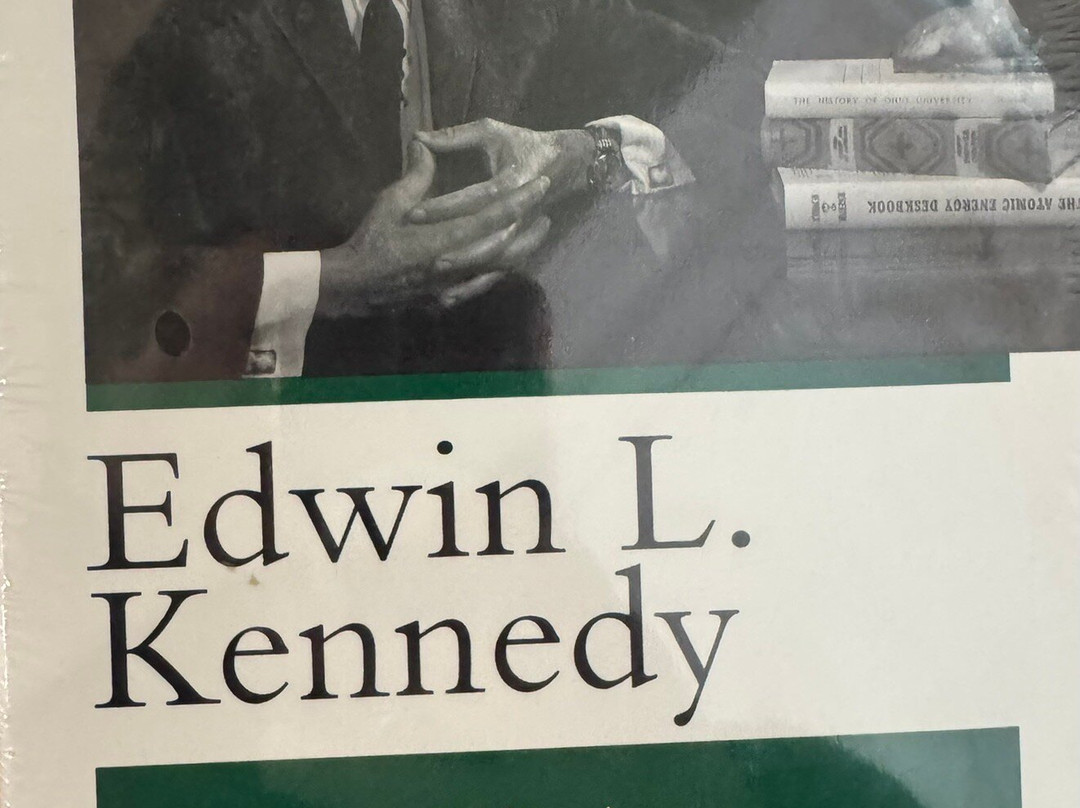 THE HISTORY OF OHIO UNIVERSITY
THE ATOMIC ENERGY DESKBOOK
Edwin L.
Kennedy